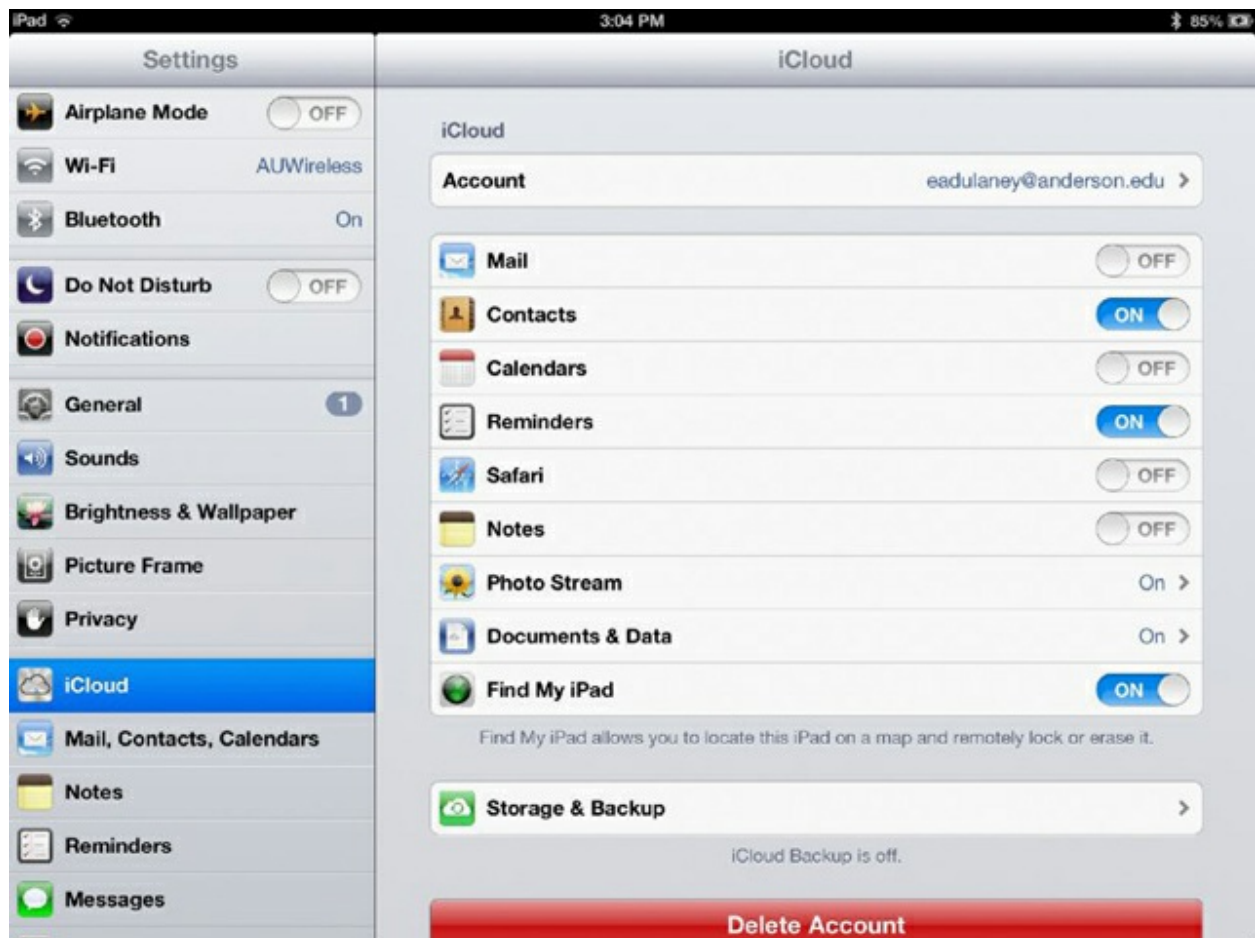 iPad 3:04 PM 85%
Settings
Airplane Mode OFF
Wi-Fi AUWireless
Bluetooth On
Do Not Disturb OFF
Notifications
General 1
Sounds
Brightness & Wallpaper
Picture Frame
Privacy
iCloud
Mail, Contacts, Calendars
Notes
Reminders
Messages
iCloud
iCloud
Account eadulaney@anderson.edu
Mail OFF
Contacts ON
Calendars OFF
Reminders ON
Safari OFF
Notes OFF
Photo Stream On
Documents & Data On
Find My iPad ON
Find My iPad allows you to locate this iPad on a map and remotely lock or erase it.
Storage & Backup
iCloud Backup is off.
Delete Account